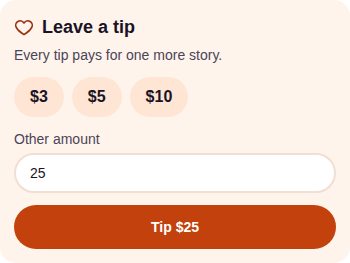 Leave a tip
Every tip pays for one more story.
$3 $5 $10
Other amount
25
Tip $25